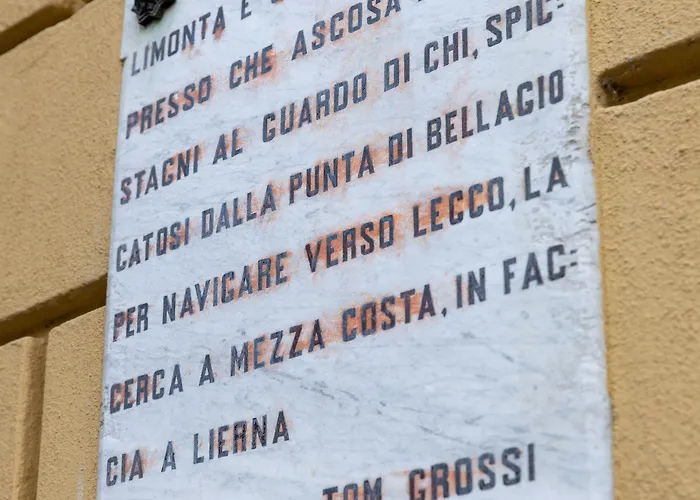 LIMONTA E
PRESSO CHE ASCOSA
STAGNI AL GUARDO DI CHI, SPIC=
CATOSI DALLA PUNTA DI BELLAGIO
PER NAVIGARE VERSO LECCO, LA
CERCA A MEZZA COSTA, IN FAC=
CIA A LIERNA
TOM GROSSI